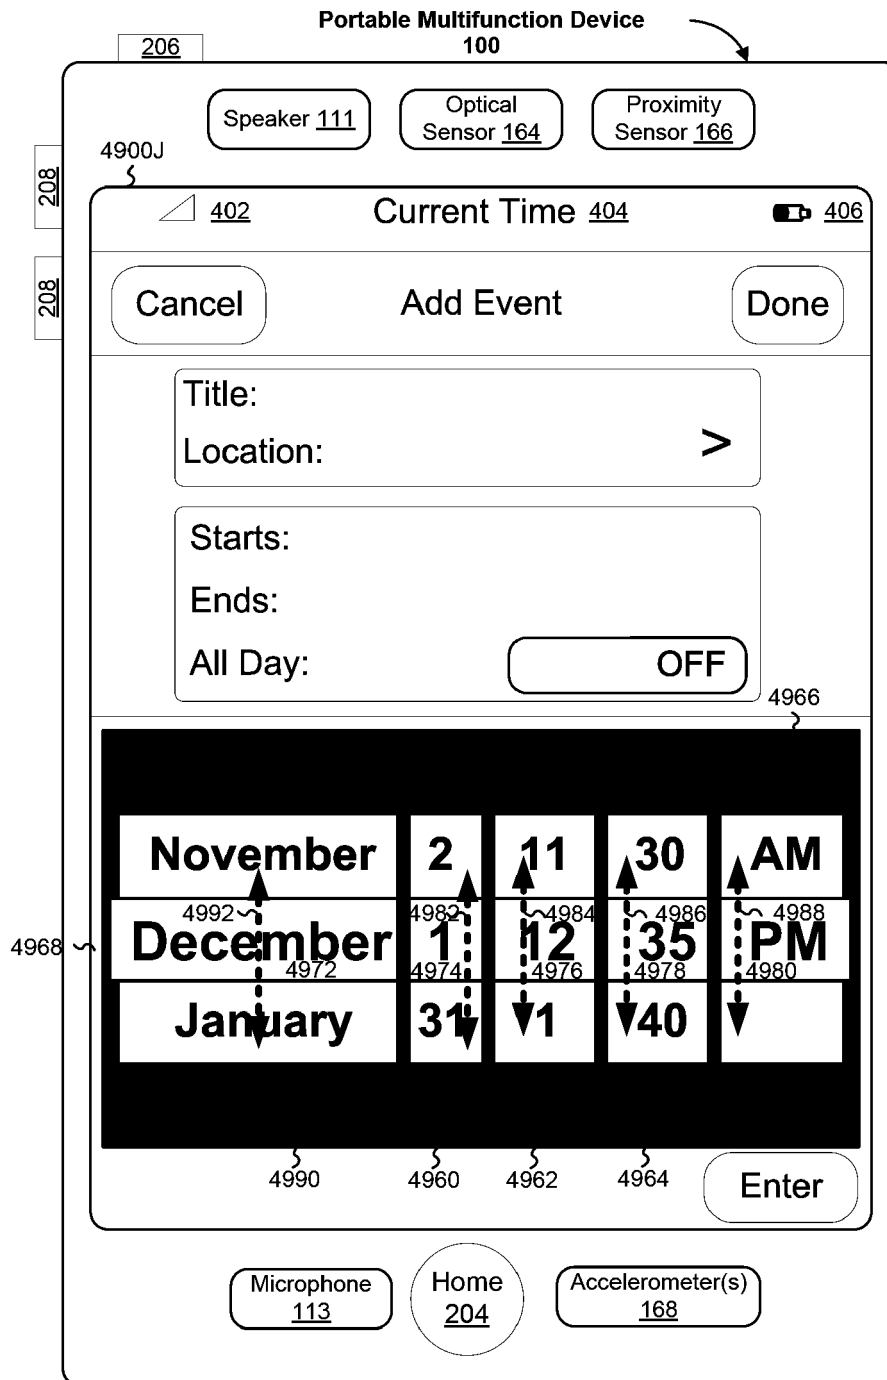 Portable Multifunction Device
100
206
Speaker 111
Optical
Sensor 164
Proximity
Sensor 166
4900J
208
208
402
Current Time 404
406
Cancel
Add Event
Done
Title:
Location:
>
Starts:
Ends:
All Day:
OFF
4966
November 2 11 30 AM
4992 4982 4984 4986 4988
4968
December 1 12 35 PM
4972 4974 4976 4978 4980
January 31 1 40
4990 4960 4962 4964
Enter
Microphone
113
Home
204
Accelerometer(s)
168